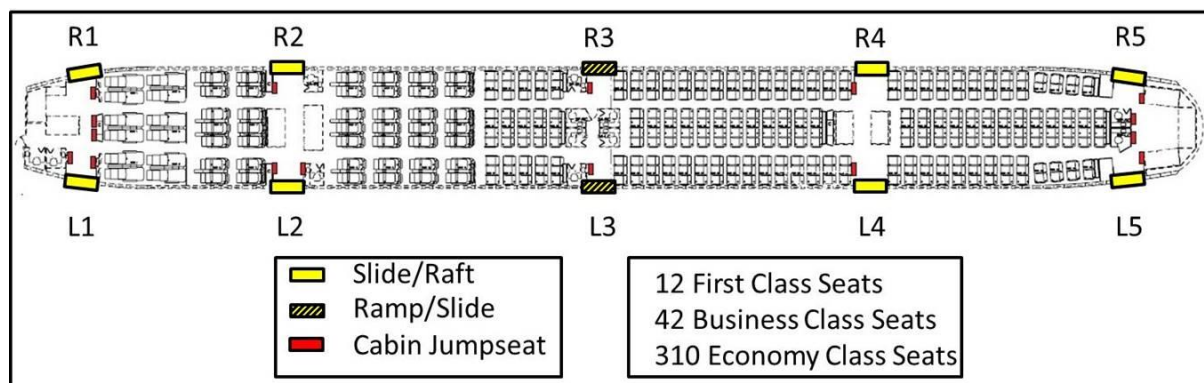 R1 R2 R3 R4 R5
L1 L2 L3 L4 L5
Slide/Raft
Ramp/Slide
Cabin Jumpseat
12 First Class Seats
42 Business Class Seats
310 Economy Class Seats